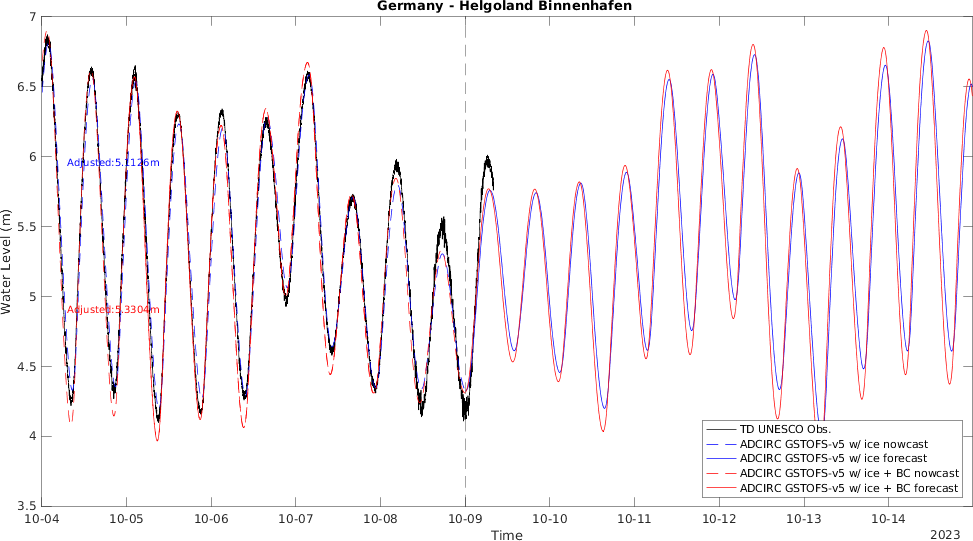 Germany - Helgoland Binnenhafen
7
6.5
6
5.5
5
4.5
4
3.5
Water Level (m)
Adjusted:5.1126m
Adjusted:5.3304m
TD UNESCO Obs.
ADCIRC GSTOFS-v5 w/ ice nowcast
ADCIRC GSTOFS-v5 w/ ice forecast
ADCIRC GSTOFS-v5 w/ ice + BC nowcast
ADCIRC GSTOFS-v5 w/ ice + BC forecast
10-04 10-05 10-06 10-07 10-08 10-09 10-10 10-11 10-12 10-13 10-14
Time
2023